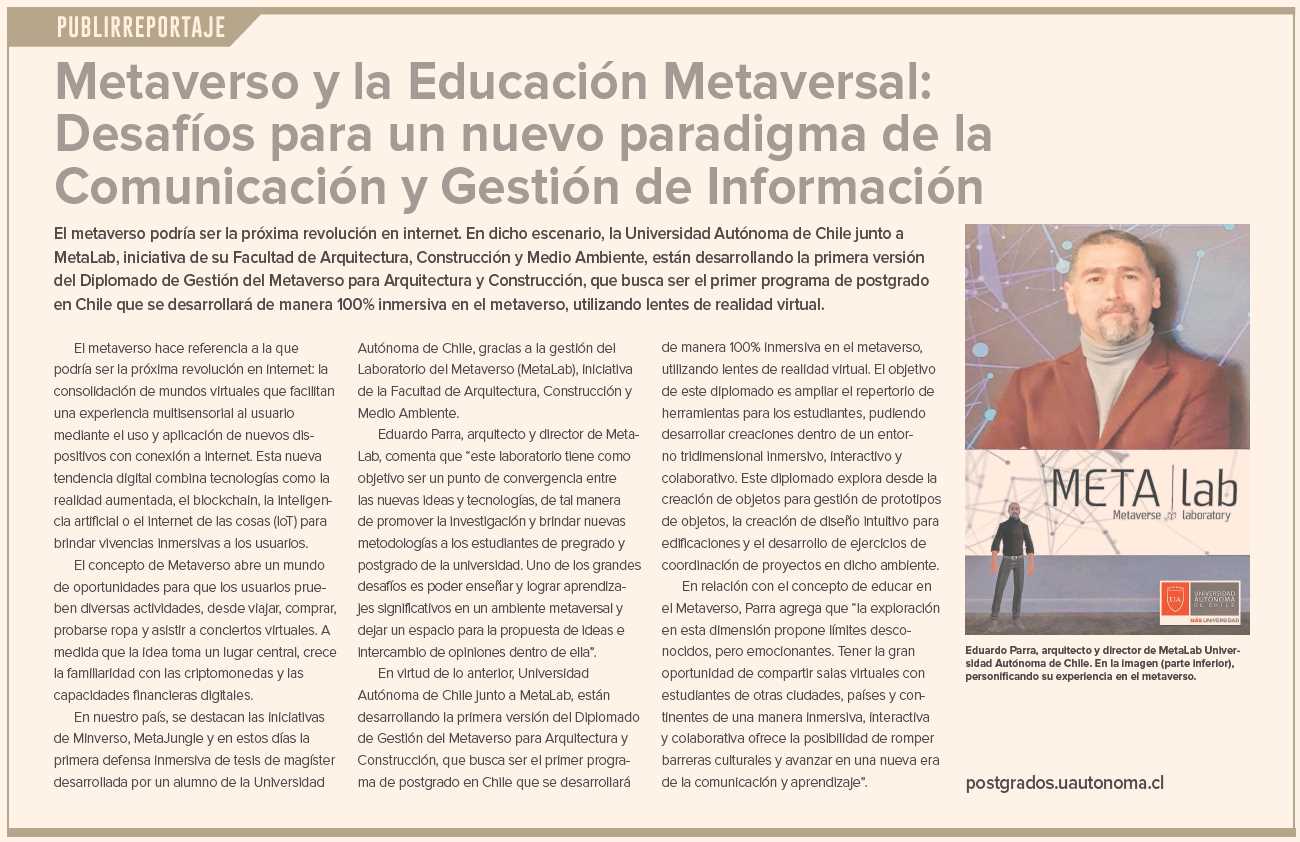 PUBLIRREPORTAJE
Metaverso y la Educación Metaversal:
Desafíos para un nuevo paradigma de la
Comunicación y Gestión de Información
El metaverso podría ser la próxima revolución en internet. En dicho escenario, la Universidad Autónoma de Chile junto a
MetaLab, iniciativa de su Facultad de Arquitectura, Construcción y Medio Ambiente, están desarrollando la primera versión
del Diplomado de Gestión del Metaverso para Arquitectura y Construcción, que busca ser el primer programa de postgrado
en Chile que se desarrollará de manera 100% inmersiva en el metaverso, utilizando lentes de realidad virtual.
El metaverso hace referencia a la que
podría ser la próxima revolución en internet: la
consolidación de mundos virtuales que facilitan
una experiencia multisensorial al usuario
mediante el uso y aplicación de nuevos dis-
positivos con conexión a internet. Esta nueva
tendencia digital combina tecnologías como la
realidad aumentada, el blockchain, la inteligen-
cia artificial o el internet de las cosas (IoT) para
brindar vivencias inmersivas a los usuarios.
El concepto de Metaverso abre un mundo
de oportunidades para que los usuarios prue-
ben diversas actividades, desde viajar, comprar,
probarse ropa y asistir a conciertos virtuales. A
medida que la idea toma un lugar central, crece
la familiaridad con las criptomonedas y las
capacidades financieras digitales.
En nuestro país, se destacan las iniciativas
de Minverso, MetaJungle y en estos días la
primera defensa inmersiva de tesis de magíster
desarrollada por un alumno de la Universidad
Autónoma de Chile, gracias a la gestión del
Laboratorio del Metaverso (MetaLab), iniciativa
de la Facultad de Arquitectura, Construcción y
Medio Ambiente.
Eduardo Parra, arquitecto y director de Meta-
Lab, comenta que “este laboratorio tiene como
objetivo ser un punto de convergencia entre
las nuevas ideas y tecnologías, de tal manera
de promover la investigación y brindar nuevas
metodologías a los estudiantes de pregrado y
postgrado de la universidad. Uno de los grandes
desafíos es poder enseñar y lograr aprendiza-
jes significativos en un ambiente metaversal y
dejar un espacio para la propuesta de ideas e
intercambio de opiniones dentro de ella”.
En virtud de lo anterior, Universidad
Autónoma de Chile junto a MetaLab, están
desarrollando la primera versión del Diplomado
de Gestión del Metaverso para Arquitectura y
Construcción, que busca ser el primer progra-
ma de postgrado en Chile que se desarrollará
de manera 100% inmersiva en el metaverso,
utilizando lentes de realidad virtual. El objetivo
de este diplomado es ampliar el repertorio de
herramientas para los estudiantes, pudiendo
desarrollar creaciones dentro de un entor-
no tridimensional inmersivo, interactivo y
colaborativo. Este diplomado explora desde la
creación de objetos para gestión de prototipos
de objetos, la creación de diseño intuitivo para
edificaciones y el desarrollo de ejercicios de
coordinación de proyectos en dicho ambiente.
En relación con el concepto de educar en
el Metaverso, Parra agrega que “la exploración
en esta dimensión propone límites desco-
nocidos, pero emocionantes. Tener la gran
oportunidad de compartir salas virtuales con
estudiantes de otras ciudades, países y con-
tinentes de una manera inmersiva, interactiva
y colaborativa ofrece la posibilidad de romper
barreras culturales y avanzar en una nueva era
de la comunicación y aprendizaje”.
META|lab
Metaverse laboratory
UA
UNIVERSIDAD
AUTÓNOMA
DE CHILE
MÁS UNIVERSIDAD
Eduardo Parra, arquitecto y director de MetaLab Univer-
sidad Autónoma de Chile. En la imagen (parte inferior),
personificando su experiencia en el metaverso.
postgrados.uautonoma.cl